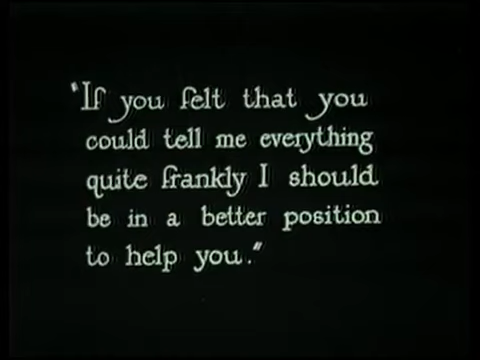 "If you felt that you
could tell me everything
quite frankly I should
be in a better position
to help you."